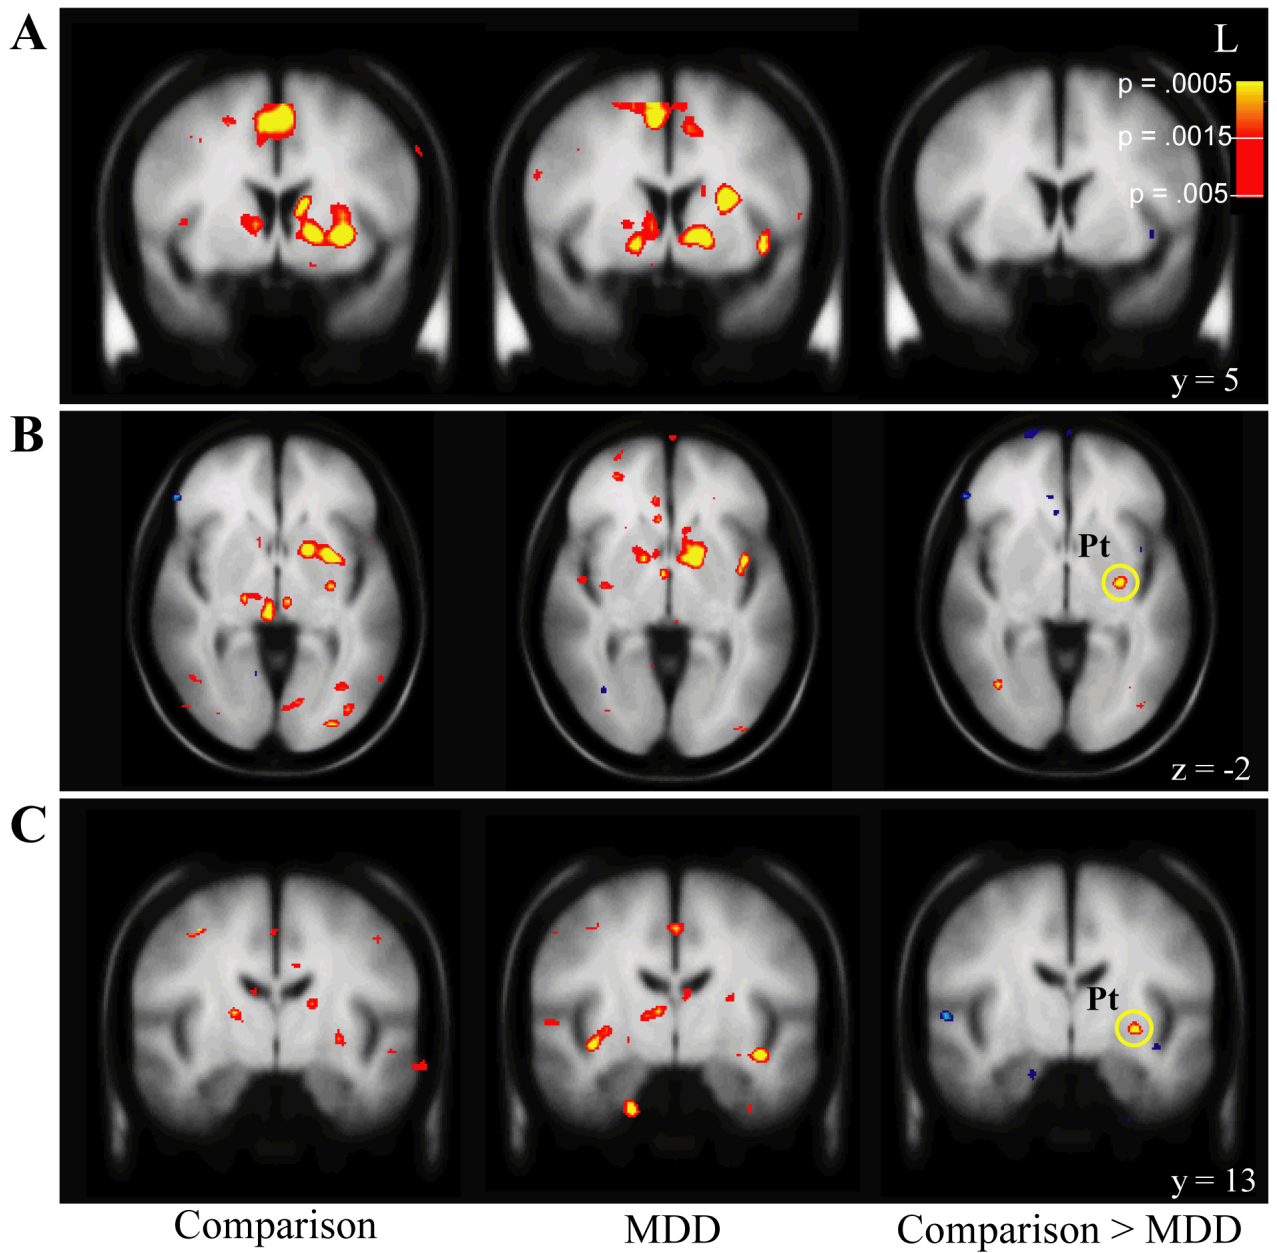 A
L
p = .0005
p = .0015
p = .005
y = 5
B
Pt
z = -2
C
Pt
y = 13
Comparison
MDD
Comparison > MDD